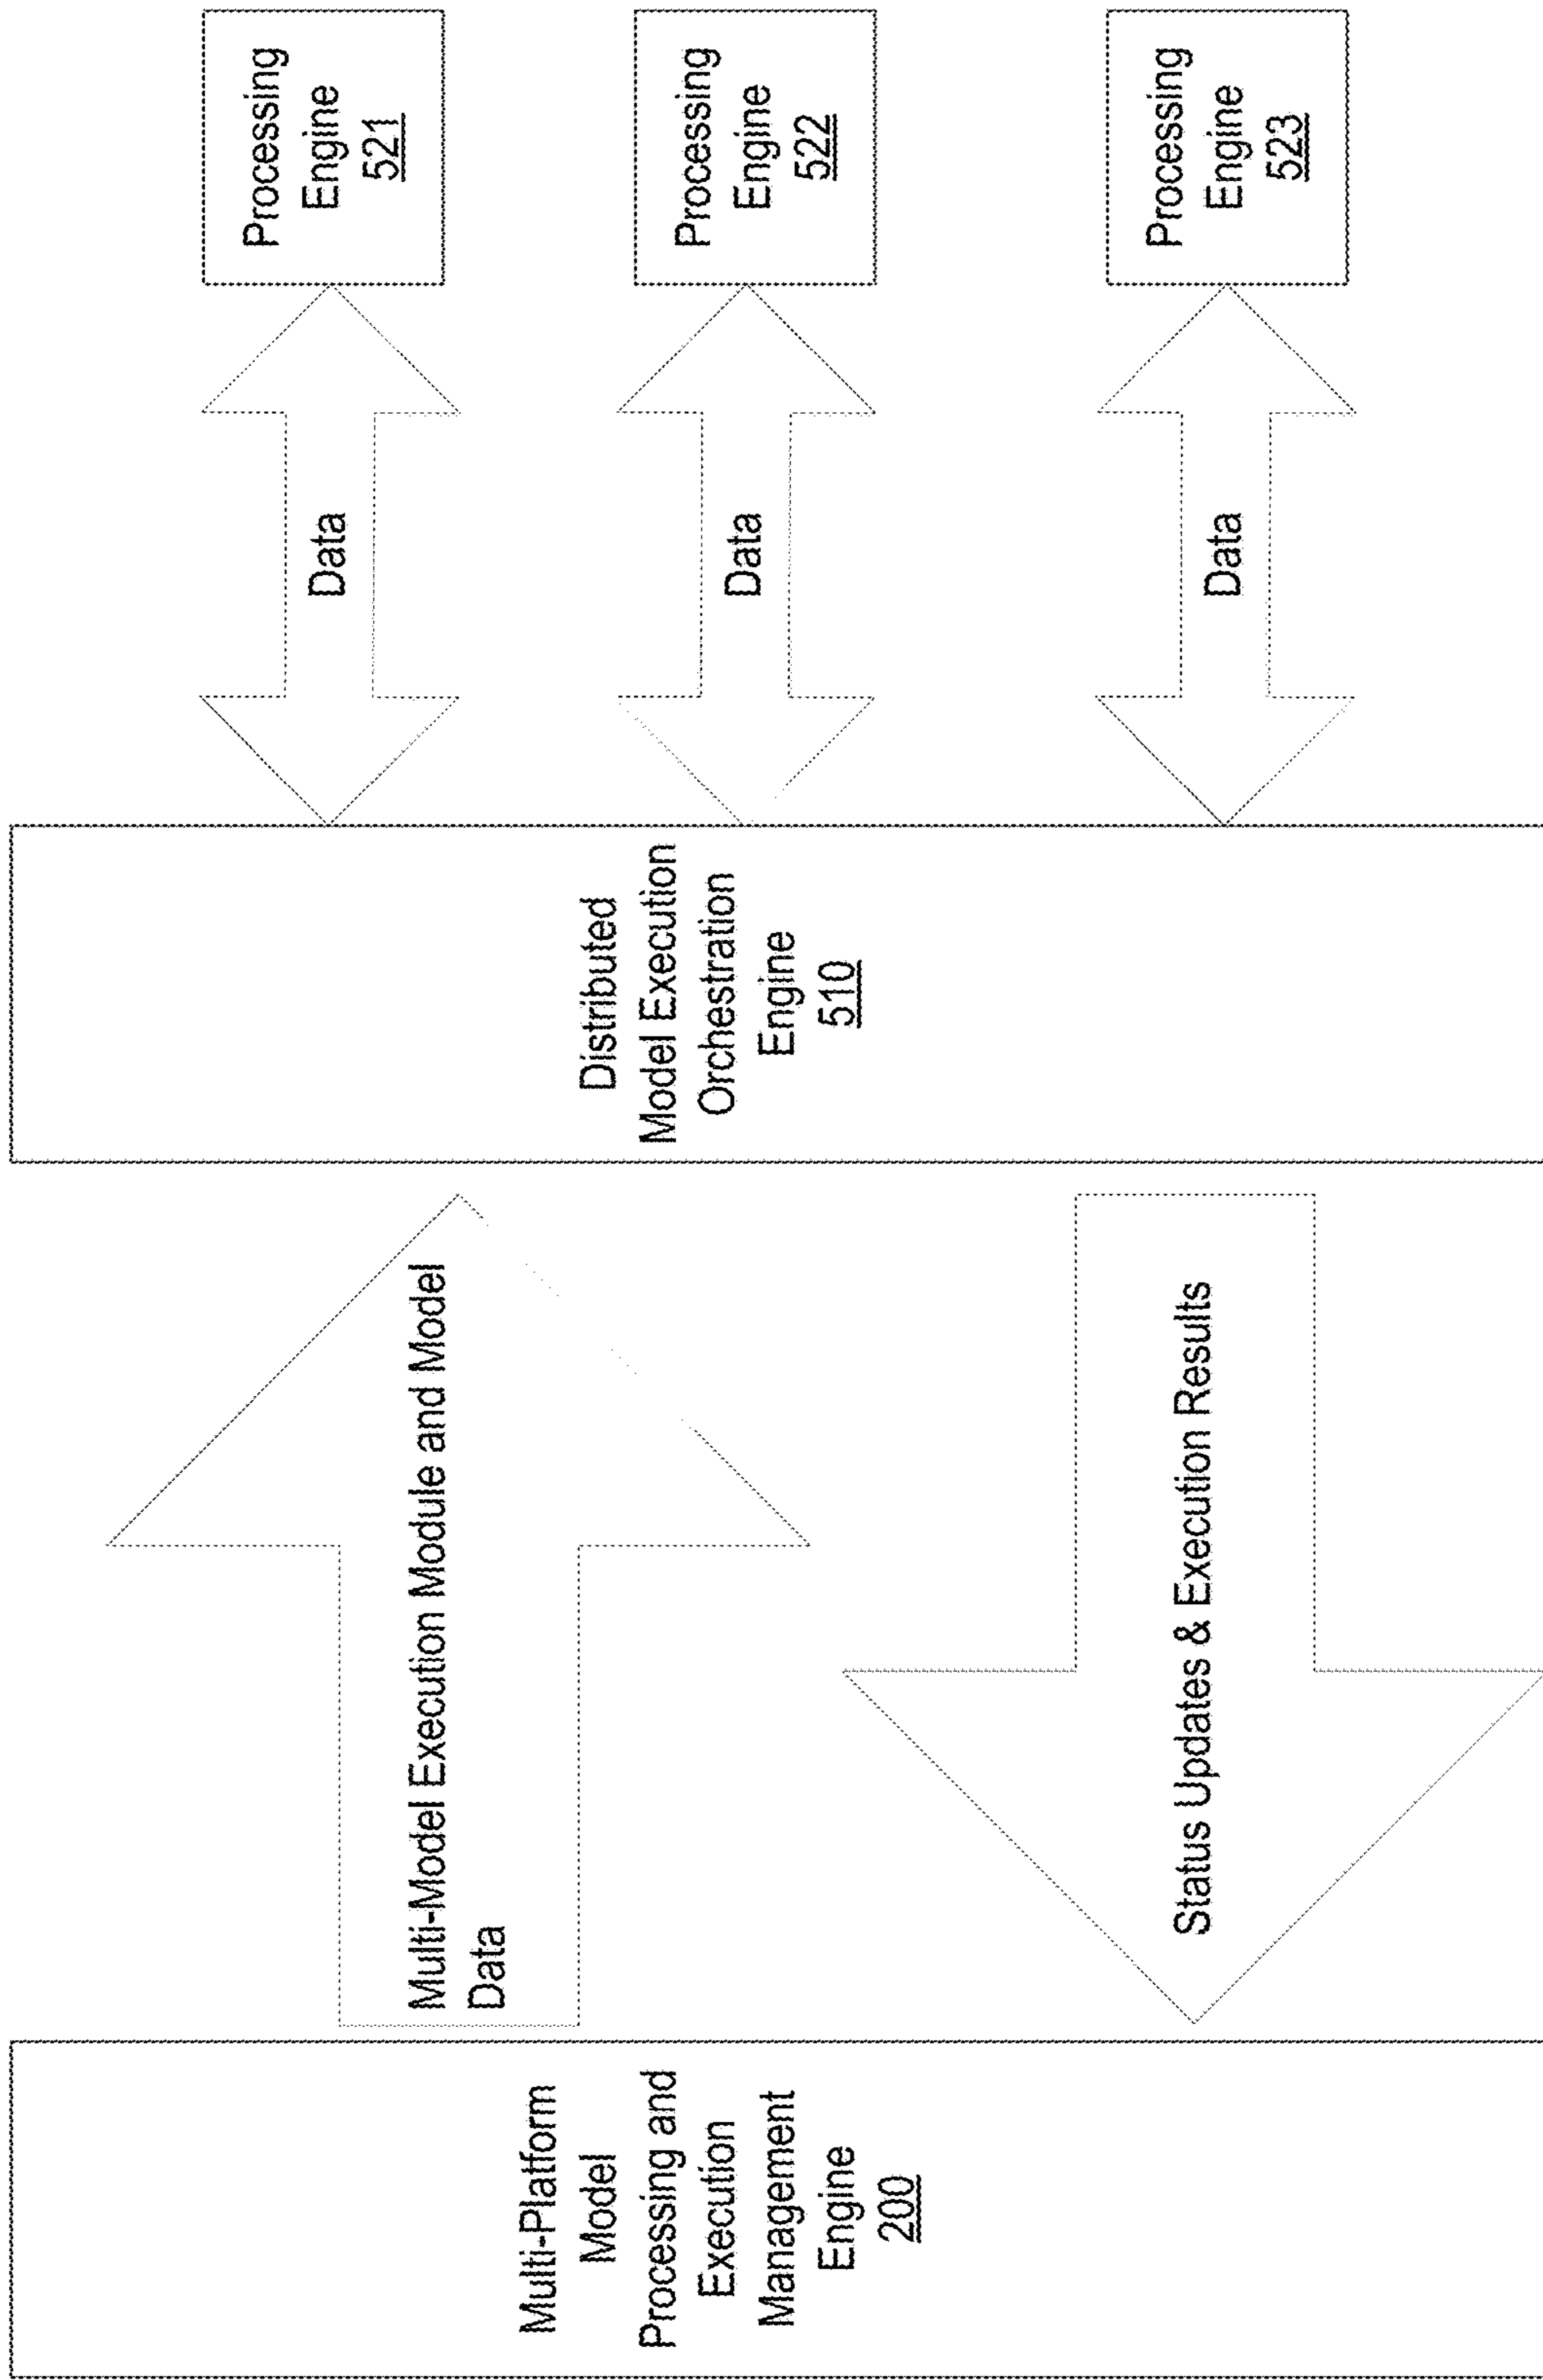 Multi-Platform
Model
Processing and
Execution
Management
Engine
200
Multi-Model Execution Module and Model
Data
Status Updates & Execution Results
Distributed
Model Execution
Orchestration
Engine
510
Data
Data
Data
Processing
Engine
521
Processing
Engine
522
Processing
Engine
523